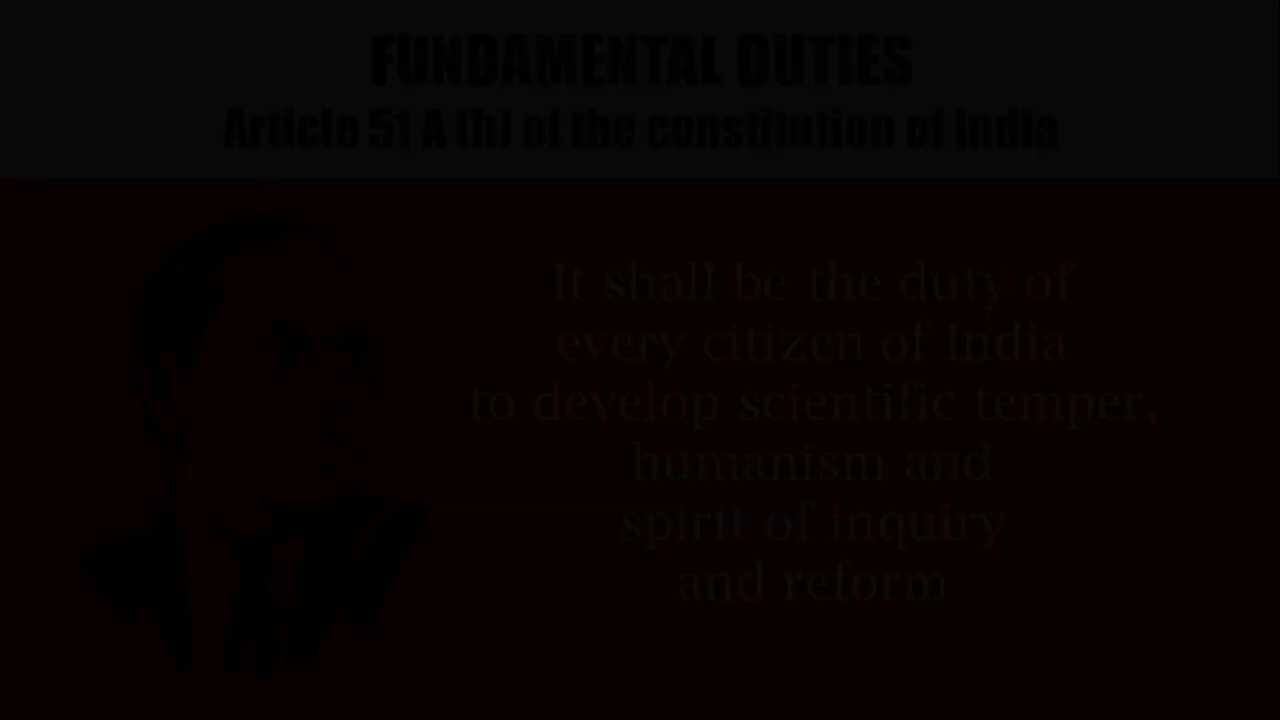 FUNDAMENTAL DUTIES
Article 51 A (h) of the constitution of India
It shall be the duty of
every citizen of India
to develop scientific temper,
humanism and
spirit of inquiry
and reform